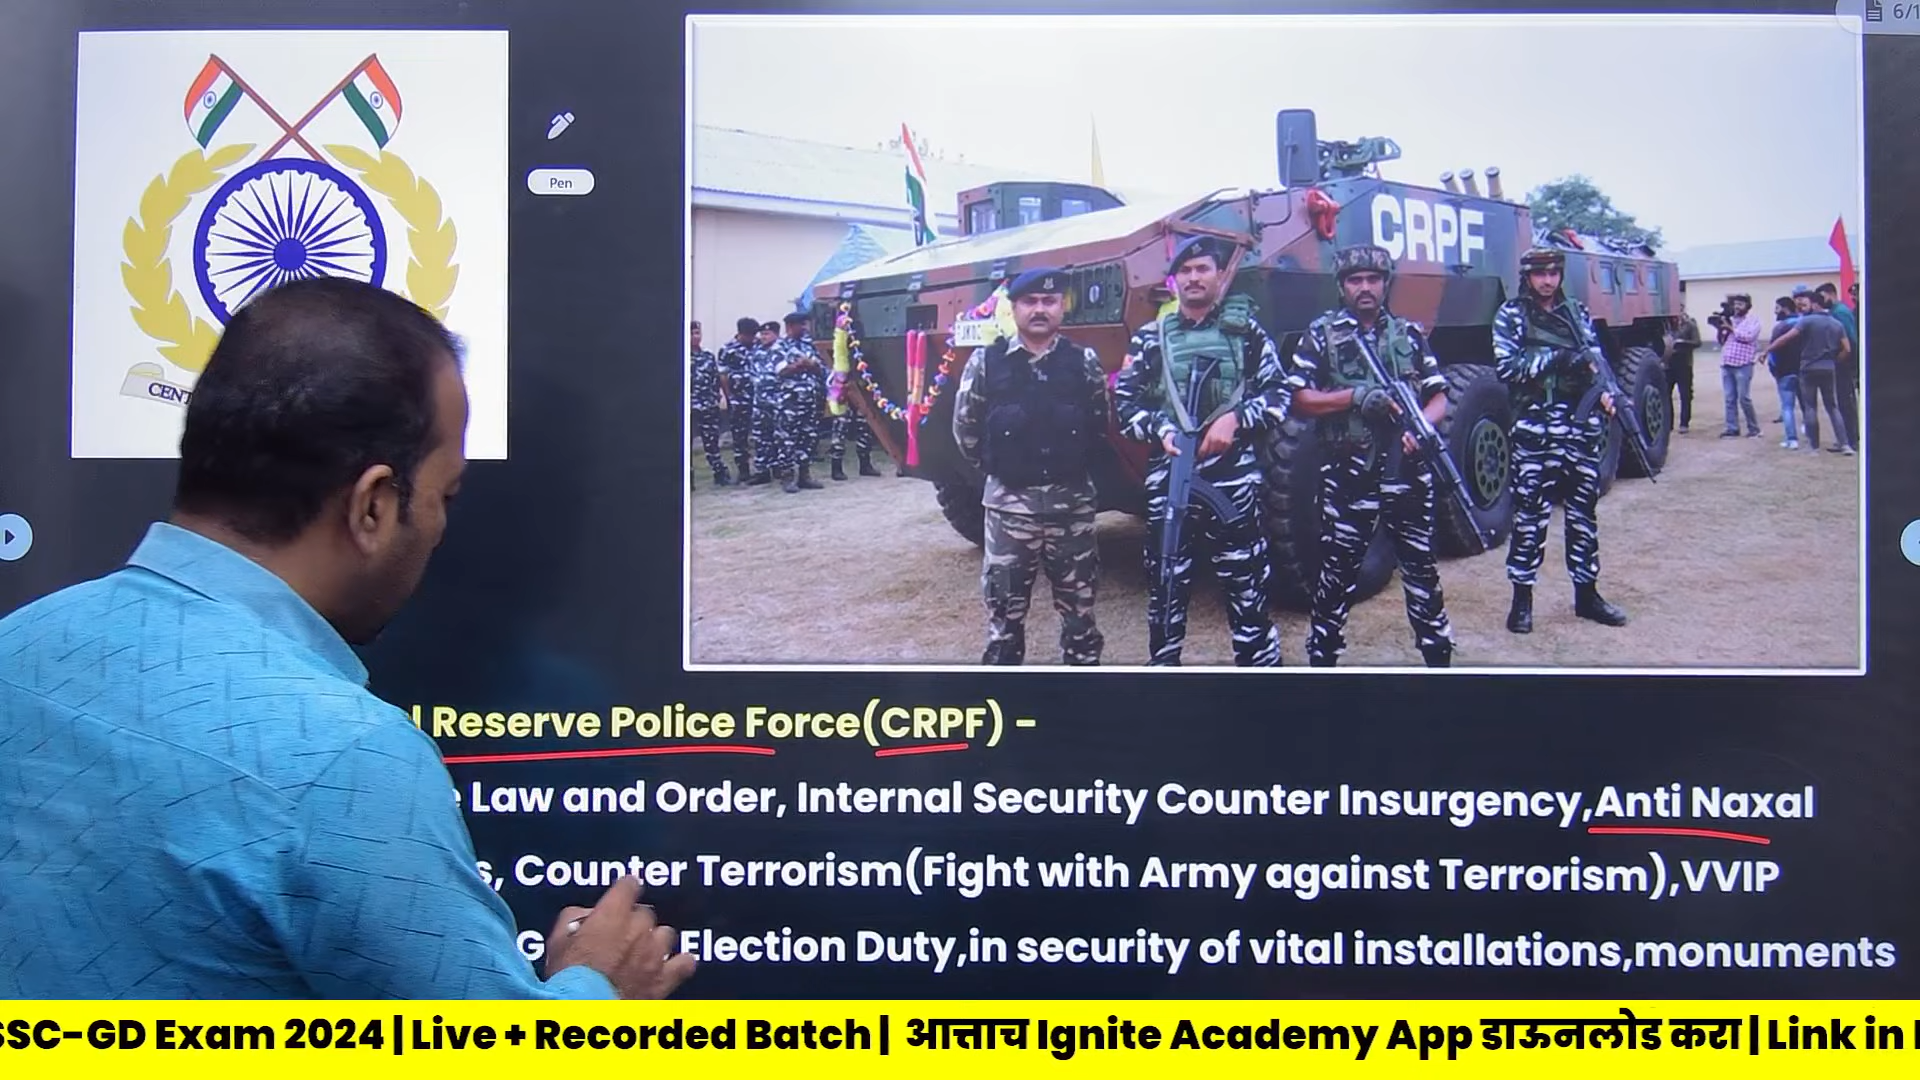 6/1
Pen
CRPF
CENT
Reserve Police Force(CRPF) -
Law and Order, Internal Security Counter Insurgency,Anti Naxal
s, Counter Terrorism(Fight with Army against Terrorism),VVIP
Election Duty,in security of vital installations,monuments
SSC-GD Exam 2024 | Live + Recorded Batch | आत्ताच Ignite Academy App डाऊनलोड करा | Link in